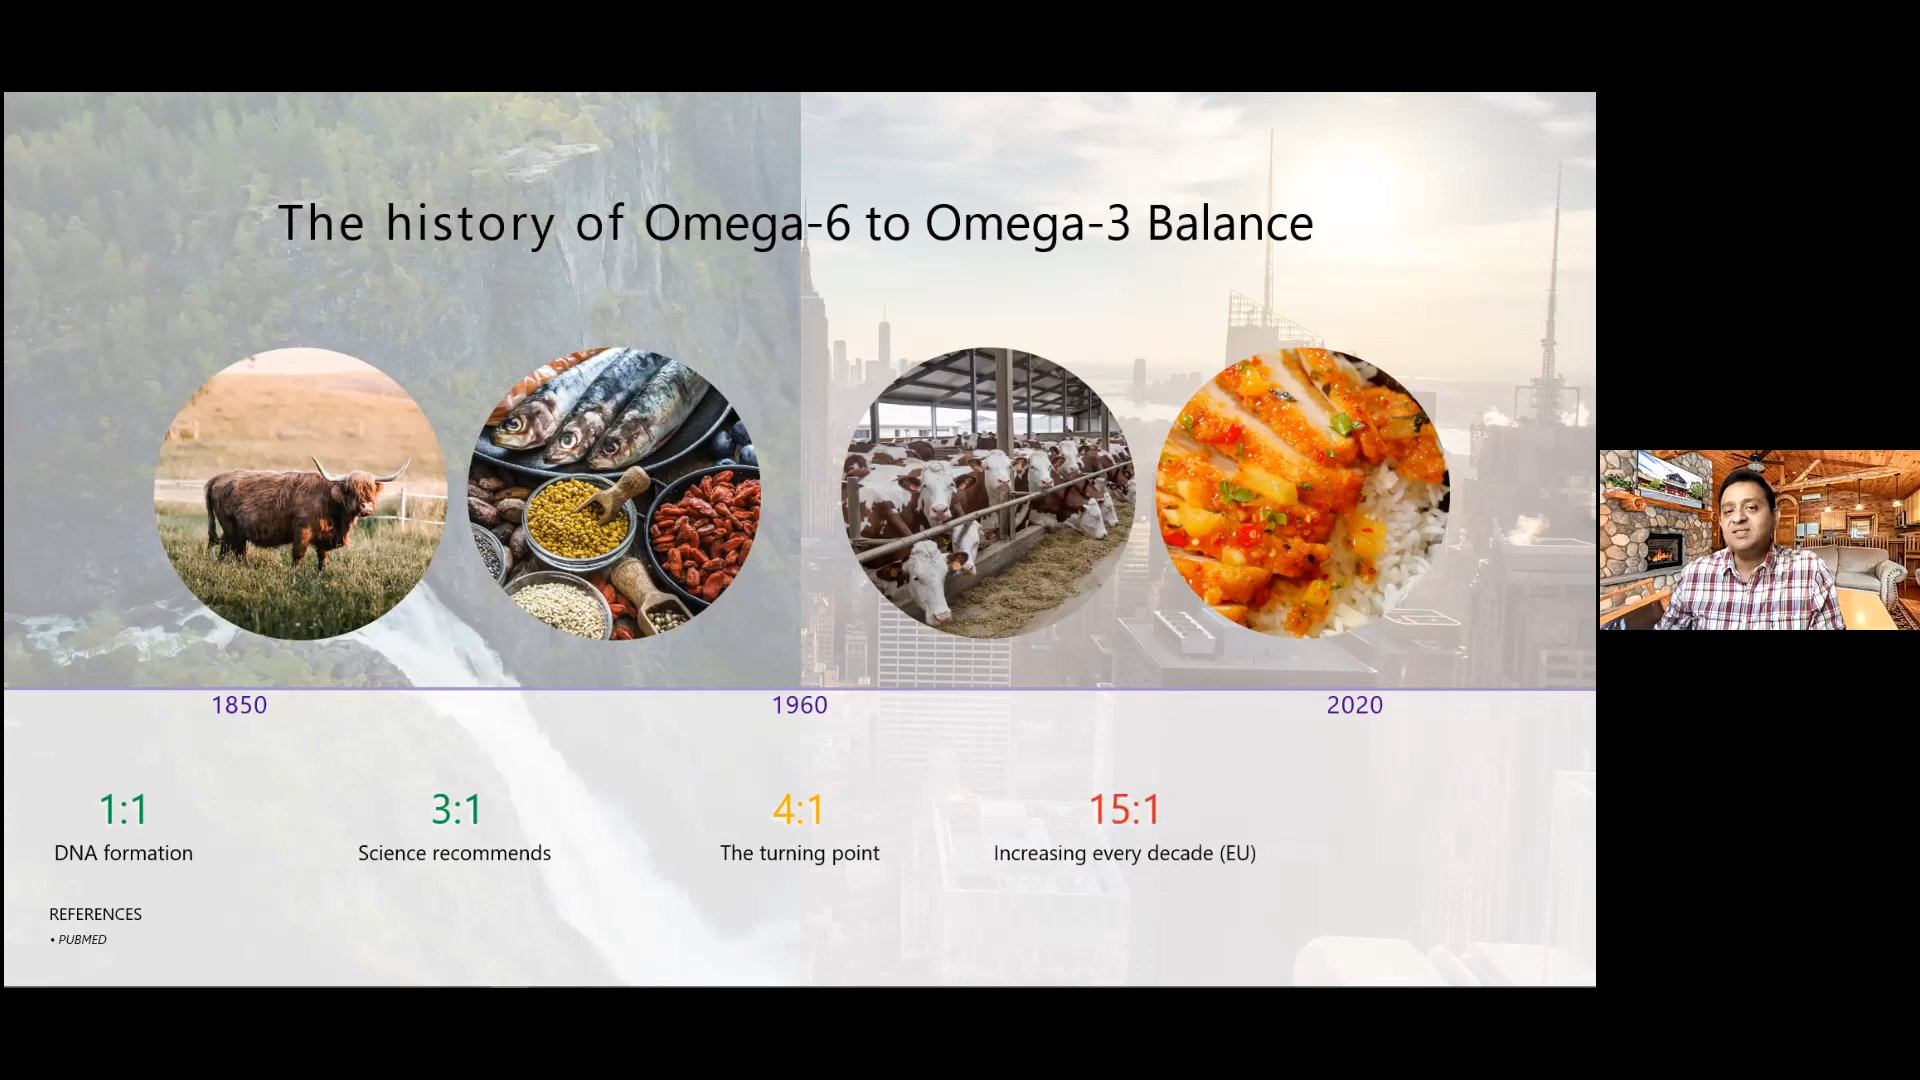 The history of Omega-6 to Omega-3 Balance
1850 1960 2020
1:1 3:1 4:1 15:1
DNA formation Science recommends The turning point Increasing every decade (EU)
REFERENCES
• PUBMED